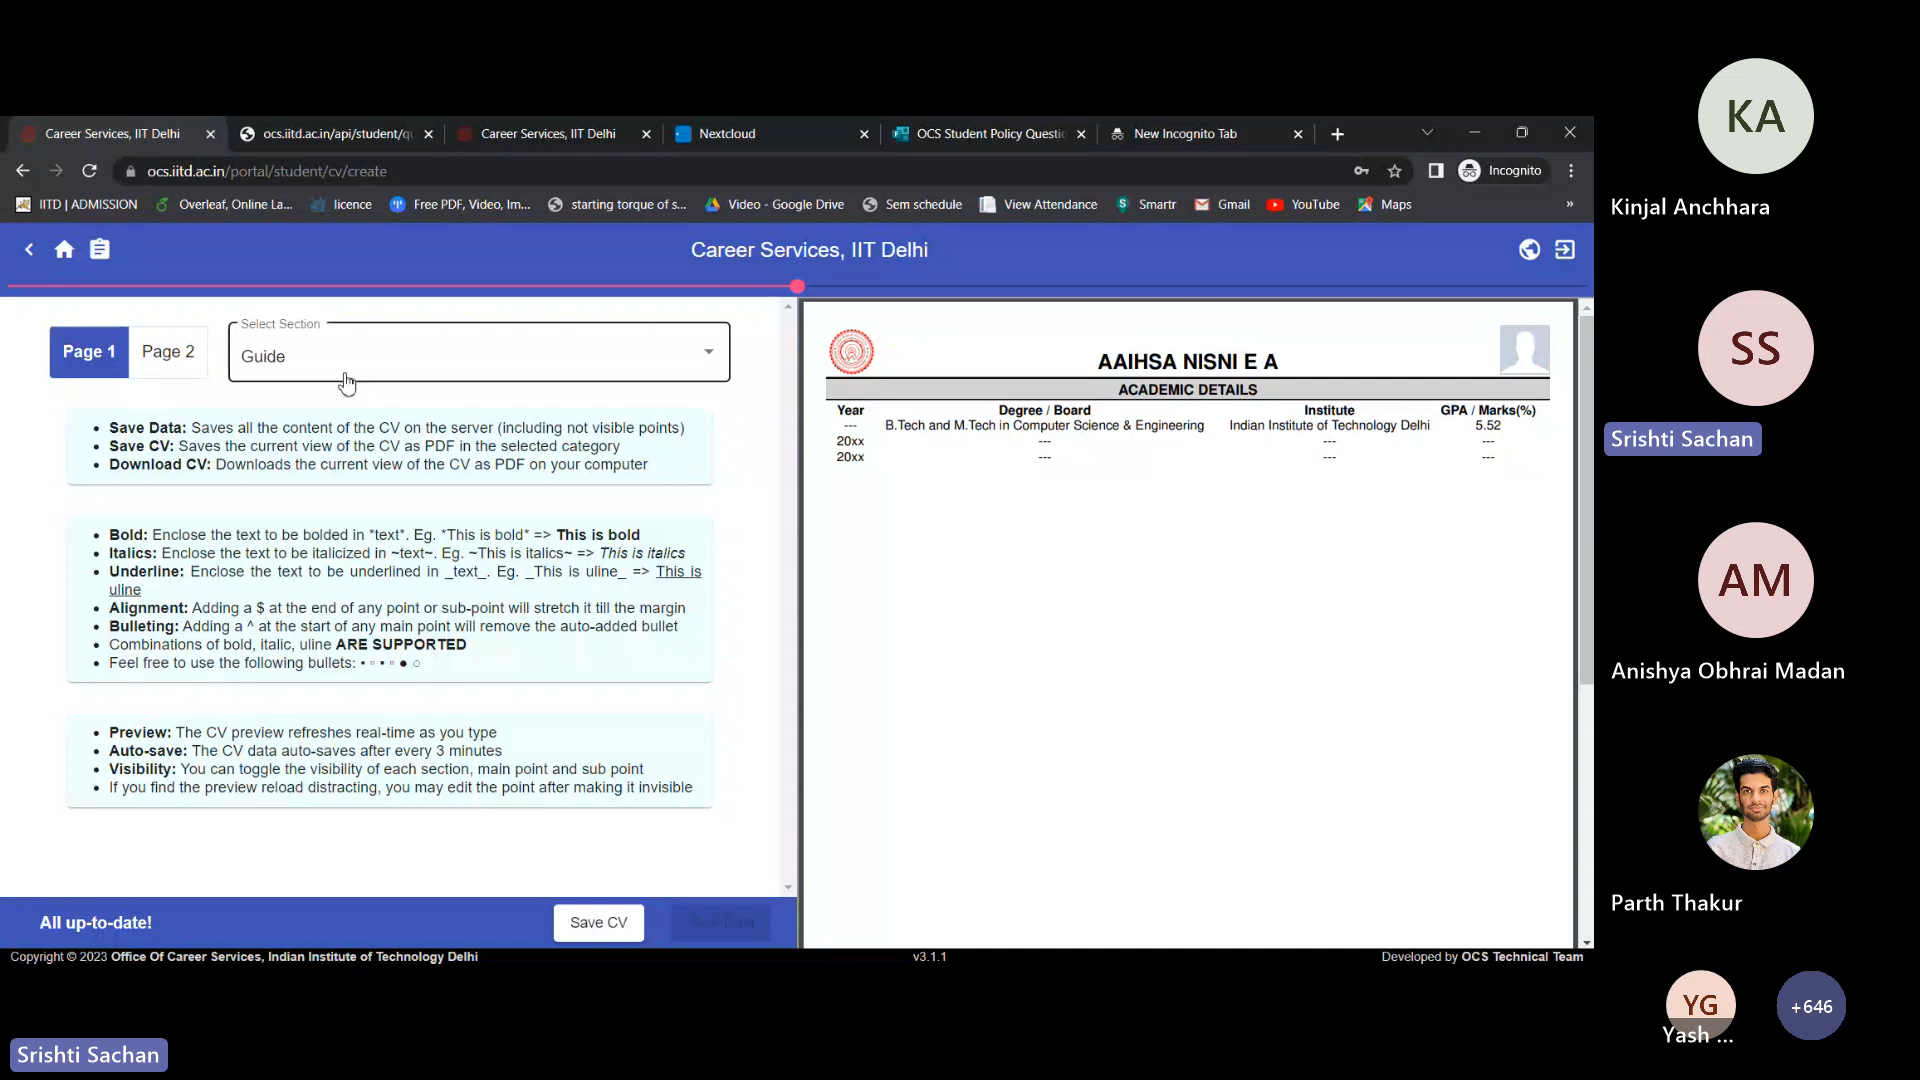 Career Services, IIT Delhi
ocs.iitd.ac.in/api/student/qu
Career Services, IIT Delhi
Nextcloud
OCS Student Policy Questio
New Incognito Tab
ocs.iitd.ac.in/portal/student/cv/create
Incognito
IITD | ADMISSION
Overleaf, Online La...
licence
Free PDF, Video, Im...
starting torque of s...
Video - Google Drive
Sem schedule
View Attendance
Smartr
Gmail
YouTube
Maps
»
Career Services, IIT Delhi
Page 1
Page 2
Select Section
Guide
• Save Data: Saves all the content of the CV on the server (including not visible points)
• Save CV: Saves the current view of the CV as PDF in the selected category
• Download CV: Downloads the current view of the CV as PDF on your computer
• Bold: Enclose the text to be bolded in *text*. Eg. *This is bold* => This is bold
• Italics: Enclose the text to be italicized in ~text~. Eg. ~This is italics~ => This is italics
• Underline: Enclose the text to be underlined in _text_. Eg. _This is uline_ => This is
uline
• Alignment: Adding a $ at the end of any point or sub-point will stretch it till the margin
• Bulleting: Adding a ^ at the start of any main point will remove the auto-added bullet
• Combinations of bold, italic, uline ARE SUPPORTED
• Feel free to use the following bullets: • ◦ ▪ ▫ ● ○
• Preview: The CV preview refreshes real-time as you type
• Auto-save: The CV data auto-saves after every 3 minutes
• Visibility: You can toggle the visibility of each section, main point and sub point
• If you find the preview reload distracting, you may edit the point after making it invisible
All up-to-date!
Save CV
Save Data
AAIHSA NISNI E A
ACADEMIC DETAILS
Year Degree / Board Institute GPA / Marks(%)
--- B.Tech and M.Tech in Computer Science & Engineering Indian Institute of Technology Delhi 5.52
20xx --- --- ---
20xx --- --- ---
Copyright © 2023 Office Of Career Services, Indian Institute of Technology Delhi
v3.1.1
Developed by OCS Technical Team
Srishti Sachan
KA
Kinjal Anchhara
SS
Srishti Sachan
AM
Anishya Obhrai Madan
Parth Thakur
YG
Yash ...
+646